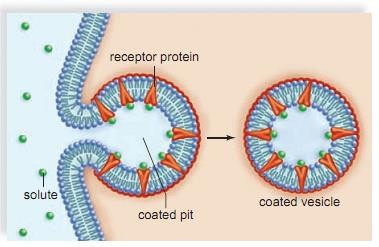 receptor protein
solute
coated pit
coated vesicle